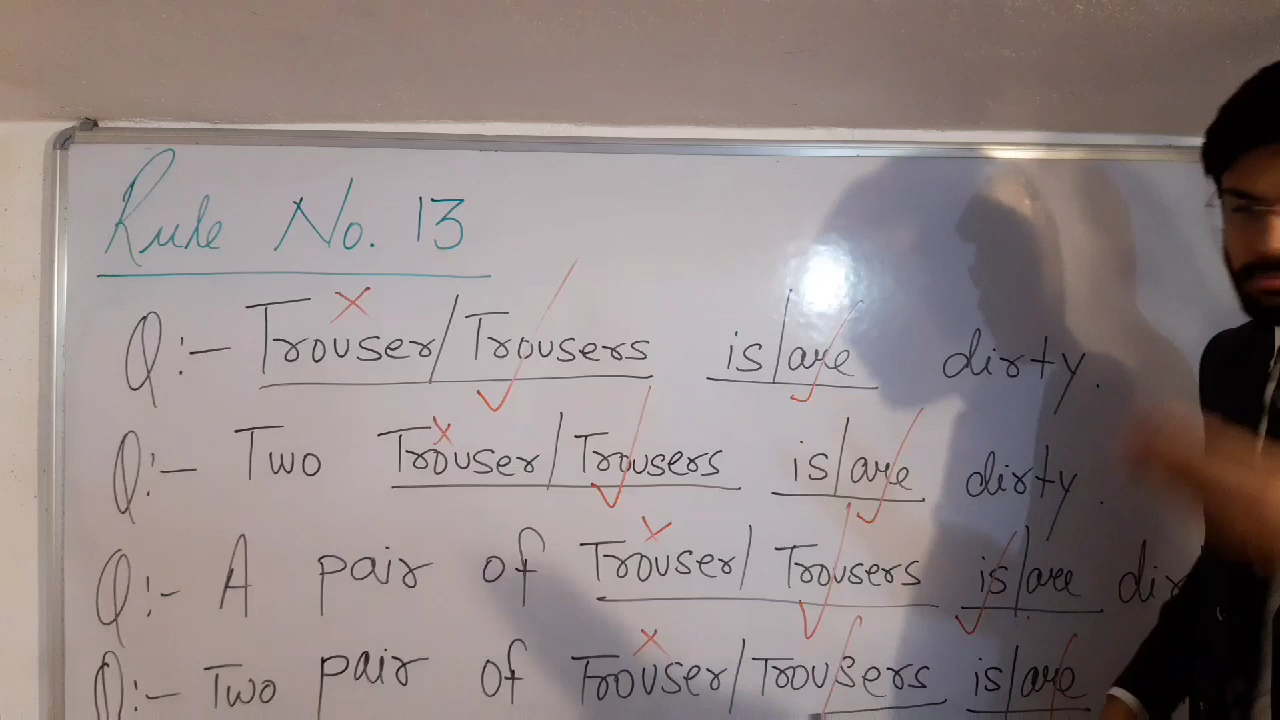 Rule No. 13
Q:- Trouser/Trousers is/are dirty.
Q:- Two Trouser/Trousers is/are dirty.
Q:- A pair of Trouser/Trousers is/are dir
Q:- Two pair of Trouser/Trousers is/are